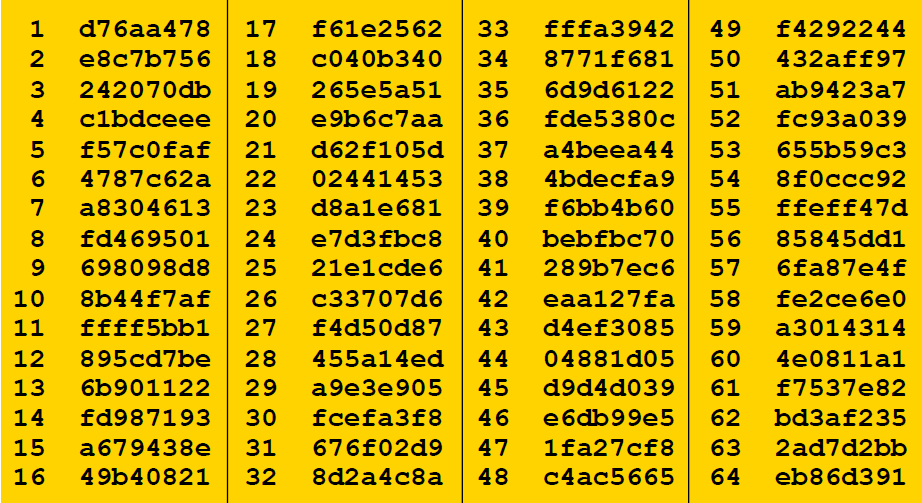 1 d76aa478 17 f61e2562 33 fffa3942 49 f4292244
2 e8c7b756 18 c040b340 34 8771f681 50 432aff97
3 242070db 19 265e5a51 35 6d9d6122 51 ab9423a7
4 c1bdceee 20 e9b6c7aa 36 fde5380c 52 fc93a039
5 f57c0faf 21 d62f105d 37 a4beea44 53 655b59c3
6 4787c62a 22 02441453 38 4bdecfa9 54 8f0ccc92
7 a8304613 23 d8a1e681 39 f6bb4b60 55 ffeff47d
8 fd469501 24 e7d3fbc8 40 bebfbc70 56 85845dd1
9 698098d8 25 21e1cde6 41 289b7ec6 57 6fa87e4f
10 8b44f7af 26 c33707d6 42 eaa127fa 58 fe2ce6e0
11 ffff5bb1 27 f4d50d87 43 d4ef3085 59 a3014314
12 895cd7be 28 455a14ed 44 04881d05 60 4e0811a1
13 6b901122 29 a9e3e905 45 d9d4d039 61 f7537e82
14 fd987193 30 fcefa3f8 46 e6db99e5 62 bd3af235
15 a679438e 31 676f02d9 47 1fa27cf8 63 2ad7d2bb
16 49b40821 32 8d2a4c8a 48 c4ac5665 64 eb86d391